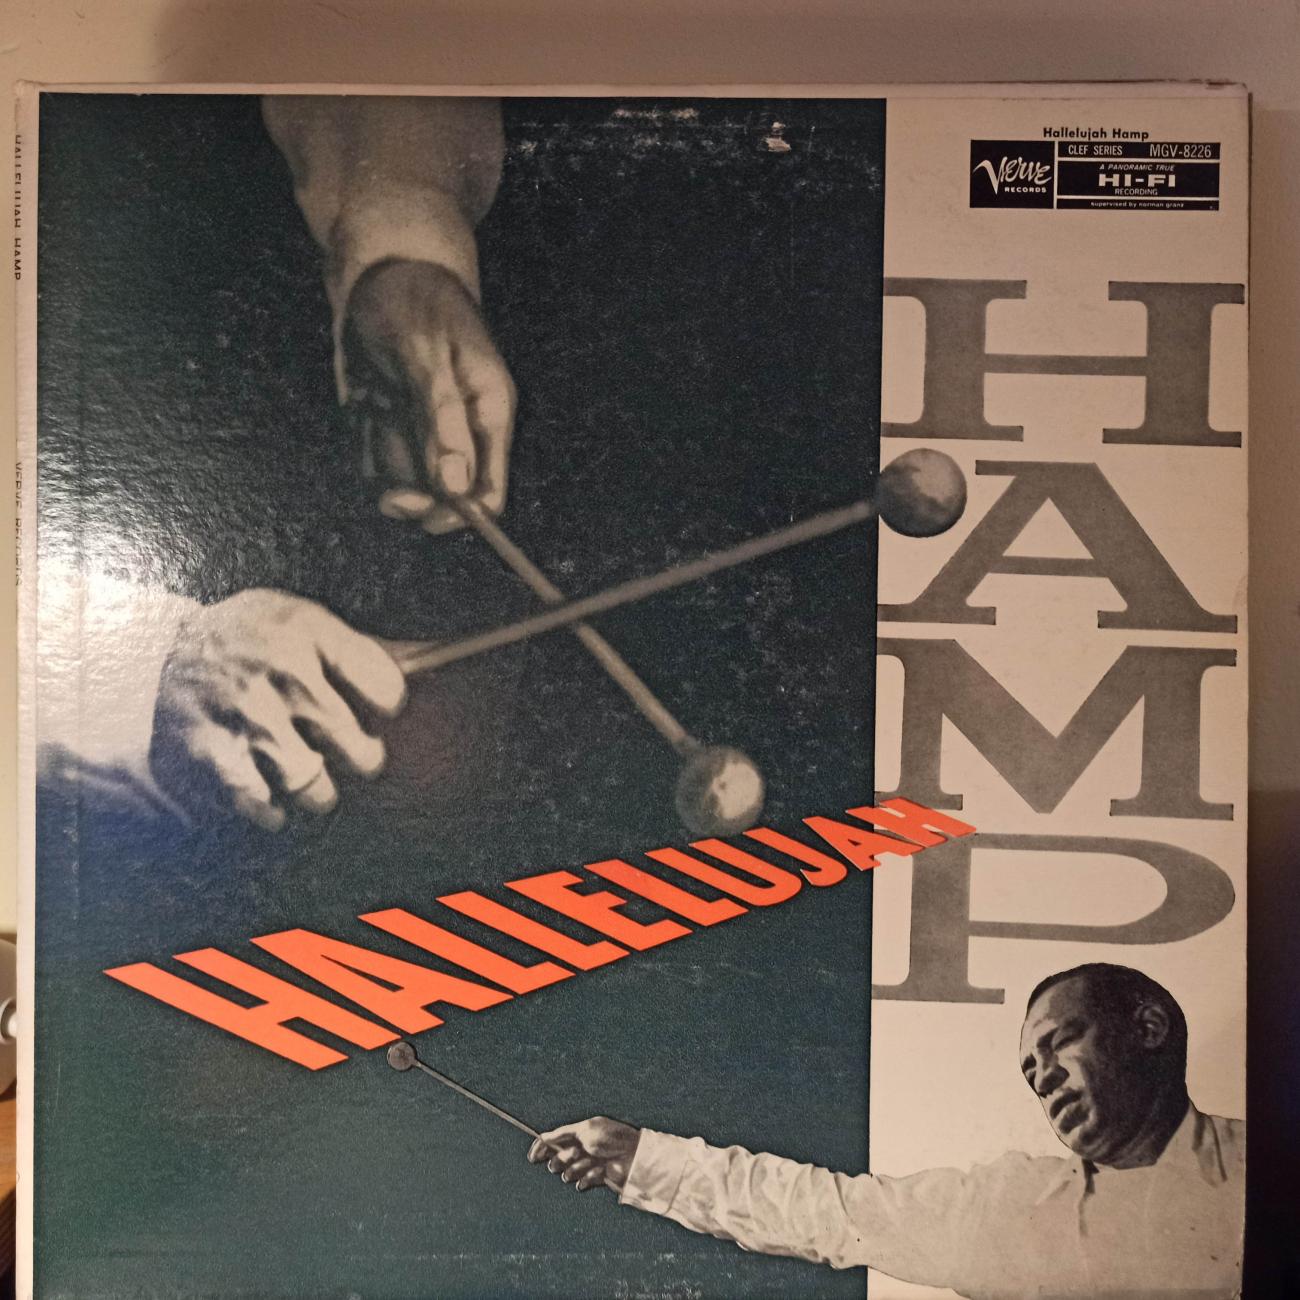 Hallelujah Hamp
Verve
RECORDS
CLEF SERIES MGV-8226
A PANORAMIC TRUE
HI-FI
RECORDING
supervised by norman granz
HAMP
HALLELUJAH
HALLELUJAH HAMP
VERVE RECORDS